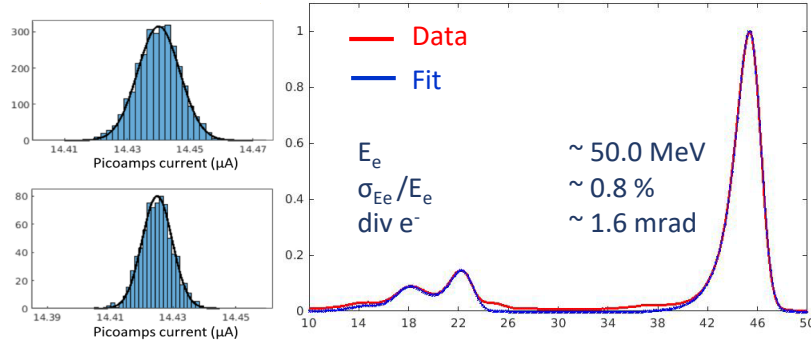 300
200
100
0
14.41 14.43 14.45 14.47
Picoamps current (µA)
80
60
40
20
0
14.39 14.41 14.43 14.45
Picoamps current (µA)
1
0.8
0.6
0.4
0.2
0
10 14 18 22 26 30 34 38 42 46 50
Data
Fit
Ee ~ 50.0 MeV
σEe/Ee ~ 0.8 %
div e- ~ 1.6 mrad